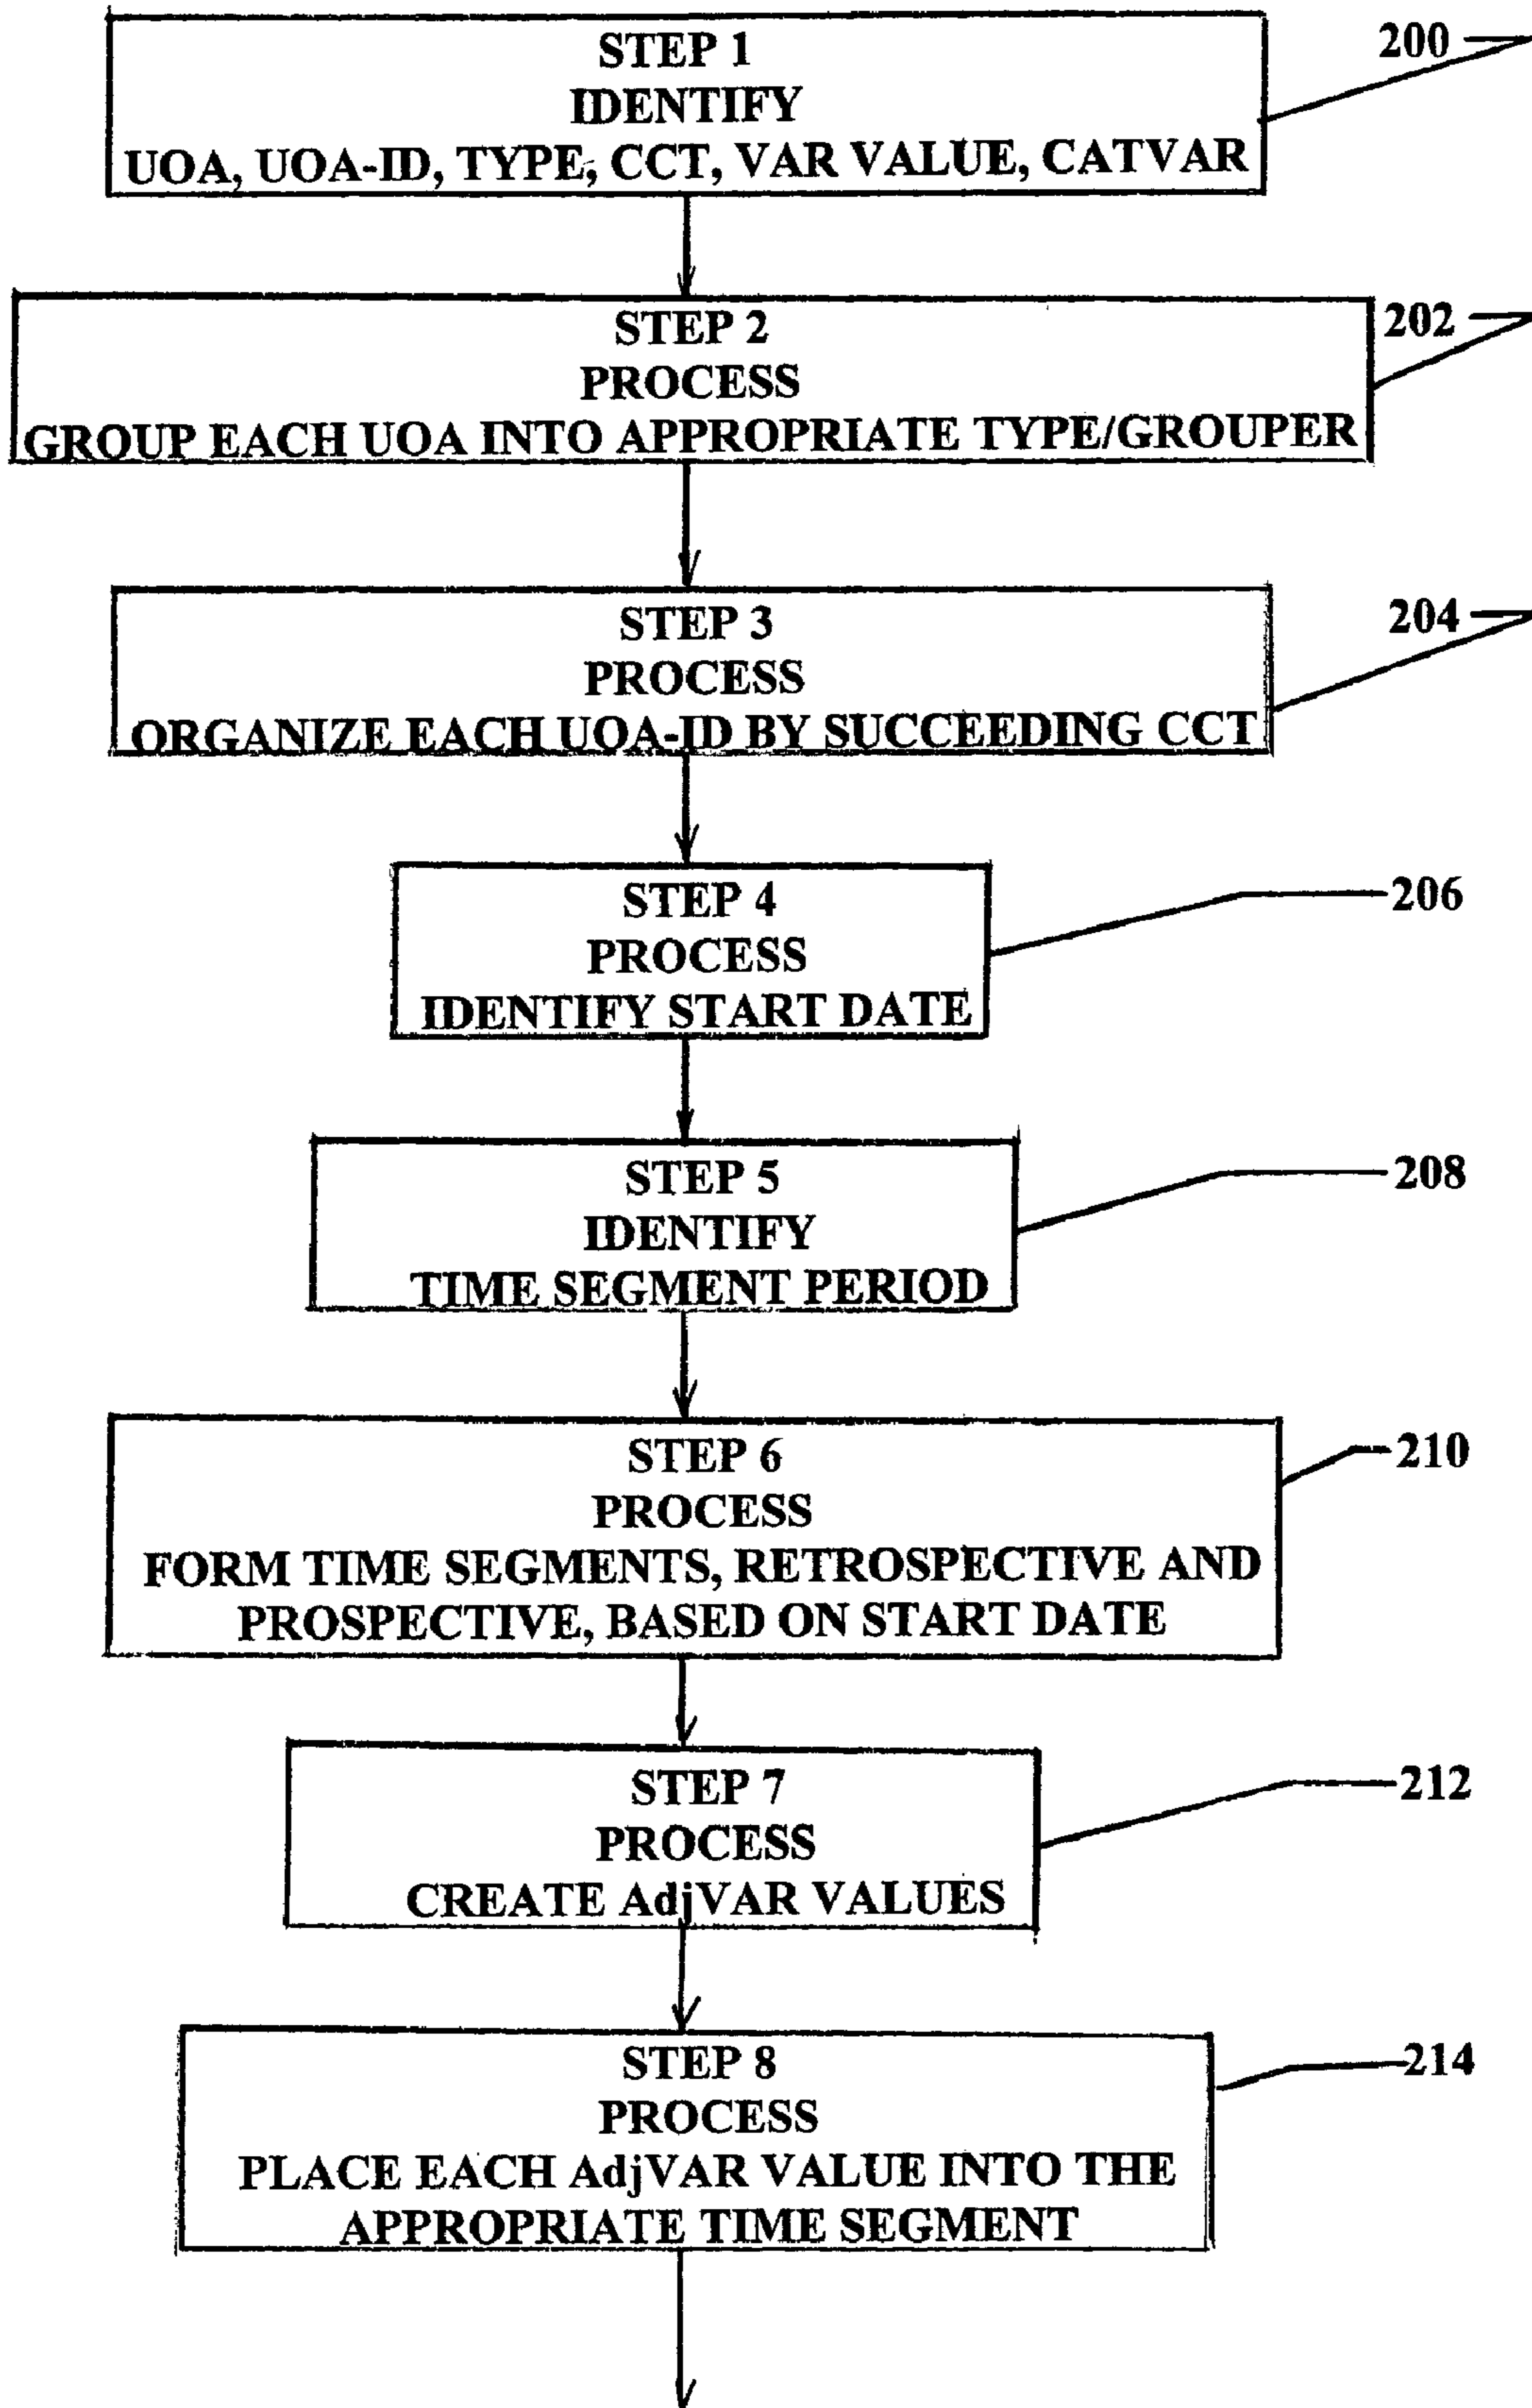 STEP 1
IDENTIFY
UOA, UOA-ID, TYPE, CCT, VAR VALUE, CATVAR
200
STEP 2
PROCESS
GROUP EACH UOA INTO APPROPRIATE TYPE/GROUPER
202
STEP 3
PROCESS
ORGANIZE EACH UOA-ID BY SUCCEEDING CCT
204
STEP 4
PROCESS
IDENTIFY START DATE
206
STEP 5
IDENTIFY
TIME SEGMENT PERIOD
208
STEP 6
PROCESS
FORM TIME SEGMENTS, RETROSPECTIVE AND
PROSPECTIVE, BASED ON START DATE
210
STEP 7
PROCESS
CREATE AdjVAR VALUES
212
STEP 8
PROCESS
PLACE EACH AdjVAR VALUE INTO THE
APPROPRIATE TIME SEGMENT
214